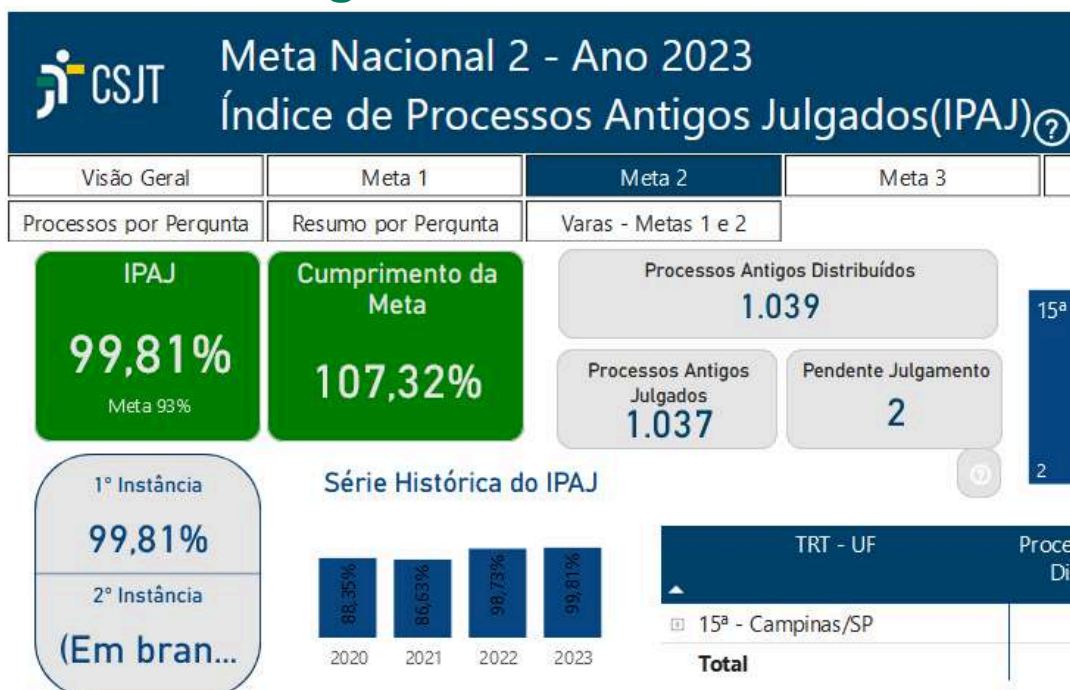 CSJT
Meta Nacional 2 - Ano 2023
Índice de Processos Antigos Julgados(IPAJ)
?
Visão Geral
Meta 1
Meta 2
Meta 3
Processos por Pergunta
Resumo por Pergunta
Varas - Metas 1 e 2
IPAJ
99,81%
Meta 93%
Cumprimento da
Meta
107,32%
Processos Antigos Distribuídos
1.039
Processos Antigos
Julgados
1.037
Pendente Julgamento
2
?
15ª
2
1° Instância
99,81%
2° Instância
(Em bran...
Série Histórica do IPAJ
88,35%
86,63%
98,73%
99,81%
2020
2021
2022
2023
TRT - UF
Proce
Di
15ª - Campinas/SP
Total